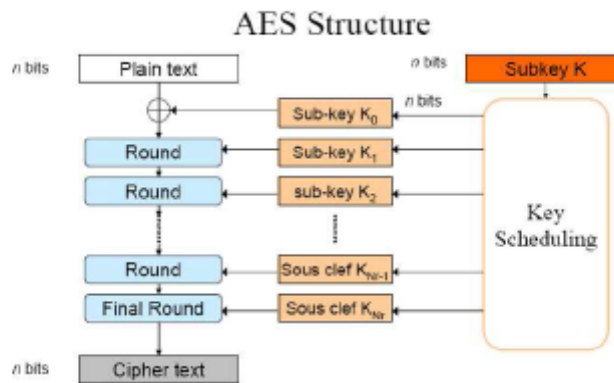 AES Structure
n bits
Plain text
n bits
Subkey K
n bits
Sub-key K0
Round
Sub-key K1
Round
sub-key K2
Key
Scheduling
Round
Sous clef KNr-1
Final Round
Sous clef KNr
n bits
Cipher text